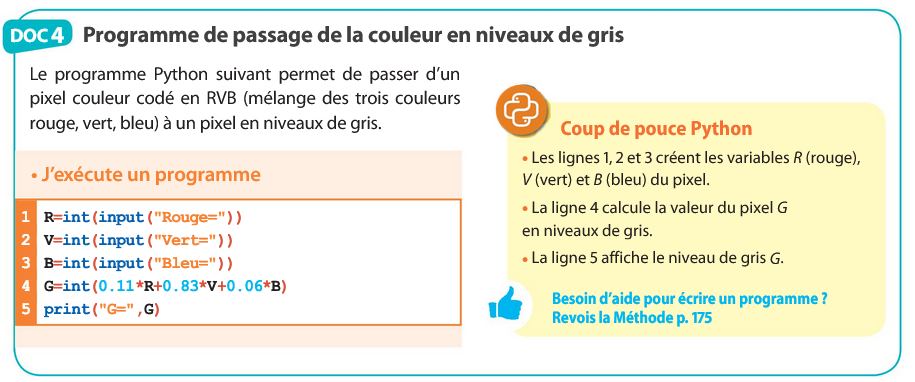 DOC 4 Programme de passage de la couleur en niveaux de gris
Le programme Python suivant permet de passer d’un
pixel couleur codé en RVB (mélange des trois couleurs
rouge, vert, bleu) à un pixel en niveaux de gris.
• J’exécute un programme
1 R=int(input("Rouge="))
2 V=int(input("Vert="))
3 B=int(input("Bleu="))
4 G=int(0.11*R+0.83*V+0.06*B)
5 print("G=",G)
Coup de pouce Python
• Les lignes 1, 2 et 3 créent les variables R (rouge),
V (vert) et B (bleu) du pixel.
• La ligne 4 calcule la valeur du pixel G
en niveaux de gris.
• La ligne 5 affiche le niveau de gris G.
Besoin d’aide pour écrire un programme ?
Revois la Méthode p. 175